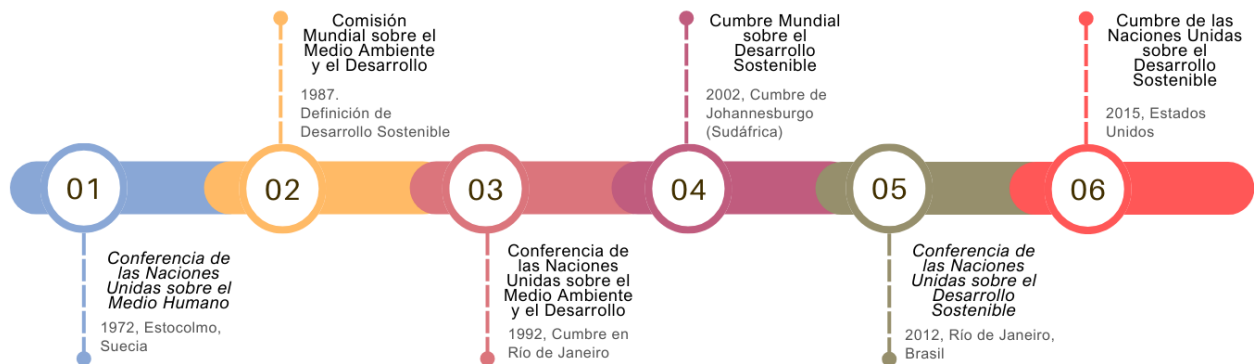 Comisión
Mundial sobre el
Medio Ambiente
y el Desarrollo
1987.
Definición de
Desarrollo Sostenible
Cumbre Mundial
sobre el
Desarrollo
Sostenible
2002, Cumbre de
Johannesburgo
(Sudáfrica)
Cumbre de las
Naciones Unidas
sobre el
Desarrollo
Sostenible
2015, Estados
Unidos
01
02
03
04
05
06
Conferencia de
las Naciones
Unidas sobre el
Medio Humano
1972, Estocolmo,
Suecia
Conferencia de
las Naciones
Unidas sobre el
Medio Ambiente
y el Desarrollo
1992, Cumbre en
Río de Janeiro
Conferencia de
las Naciones
Unidas sobre el
Desarrollo
Sostenible
2012, Río de Janeiro,
Brasil